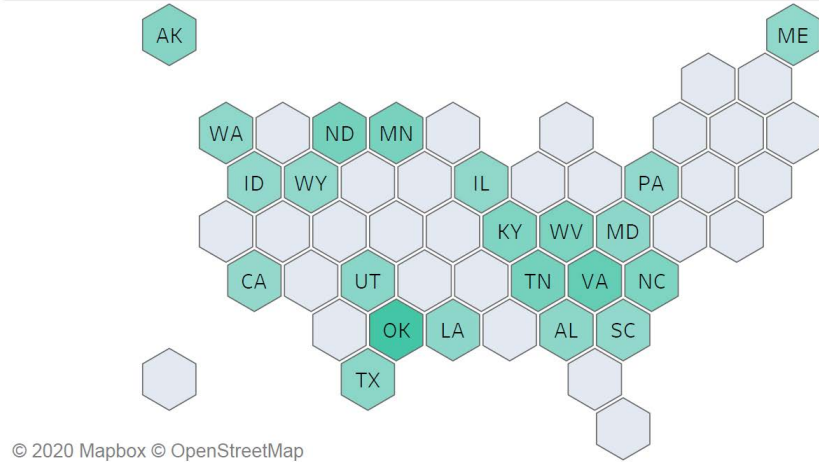 AK ME
WA ND MN
ID WY IL PA
KY WV MD
CA UT TN VA NC
OK LA AL SC
TX
© 2020 Mapbox © OpenStreetMap